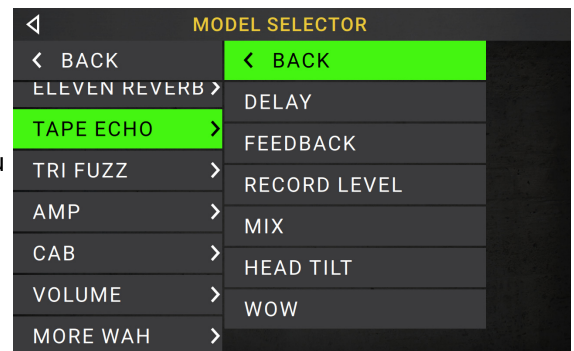 MODEL SELECTOR
BACK
ELEVEN REVERB
TAPE ECHO
TRI FUZZ
AMP
CAB
VOLUME
MORE WAH
BACK
DELAY
FEEDBACK
RECORD LEVEL
MIX
HEAD TILT
WOW